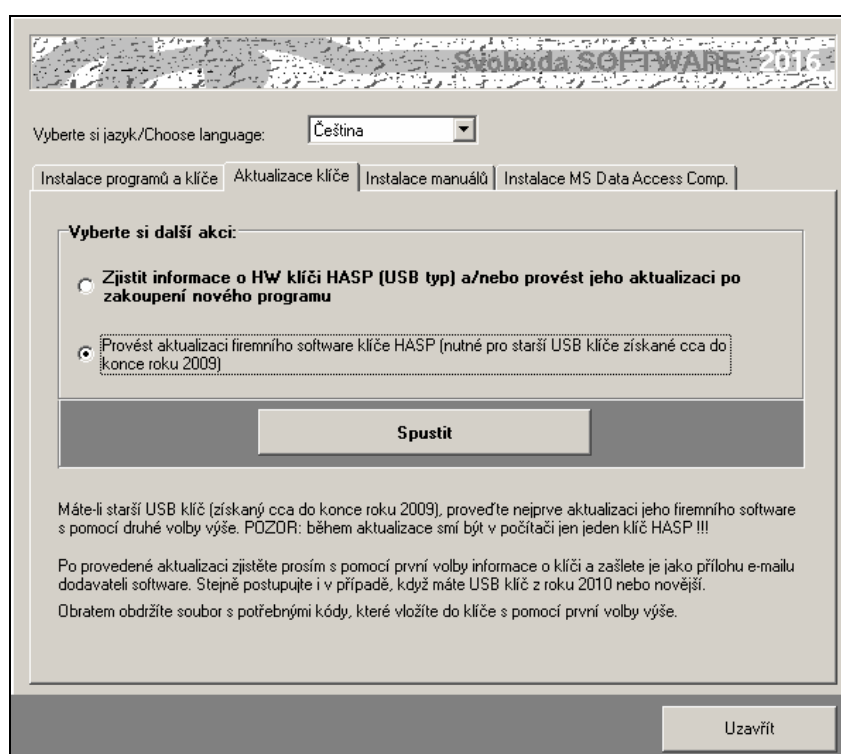 Svoboda SOFTWARE 2016
Vyberte si jazyk/Choose language: Čeština
Instalace programů a klíče Aktualizace klíče Instalace manuálů Instalace MS Data Access Comp.
Vyberte si další akci:
Zjistit informace o HW klíči HASP (USB typ) a/nebo provést jeho aktualizaci po
zakoupení nového programu
Provést aktualizaci firemního software klíče HASP (nutné pro starší USB klíče získané cca do
konce roku 2009)
Spustit
Máte-li starší USB klíč (získaný cca do konce roku 2009), proveďte nejprve aktualizaci jeho firemního software
s pomocí druhé volby výše. POZOR: během aktualizace smí být v počítači jen jeden klíč HASP !!!
Po provedené aktualizaci zjistěte prosím s pomocí první volby informace o klíči a zašlete je jako přílohu e-mailu
dodavateli software. Stejně postupujte i v případě, když máte USB klíč z roku 2010 nebo novější.
Obratem obdržíte soubor s potřebnými kódy, které vložíte do klíče s pomocí první volby výše.
Uzavřít